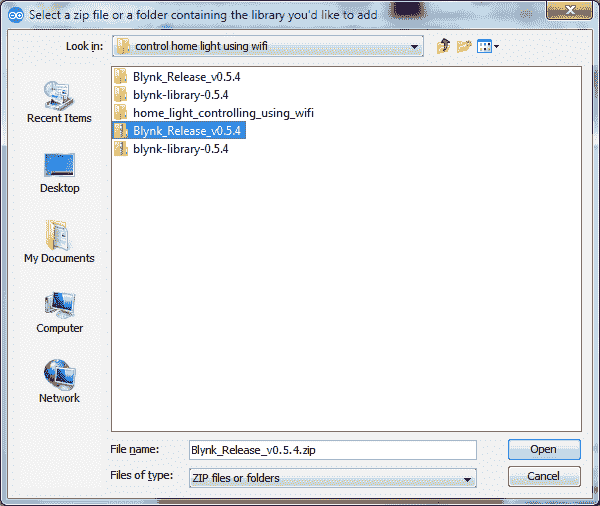 Select a zip file or a folder containing the library you'd like to add
Look in: control home light using wifi
Recent Items
Desktop
My Documents
Computer
Network
Blynk_Release_v0.5.4
blynk-library-0.5.4
home_light_controlling_using_wifi
Blynk_Release_v0.5.4
blynk-library-0.5.4
File name: Blynk_Release_v0.5.4.zip Open
Files of type: ZIP files or folders Cancel